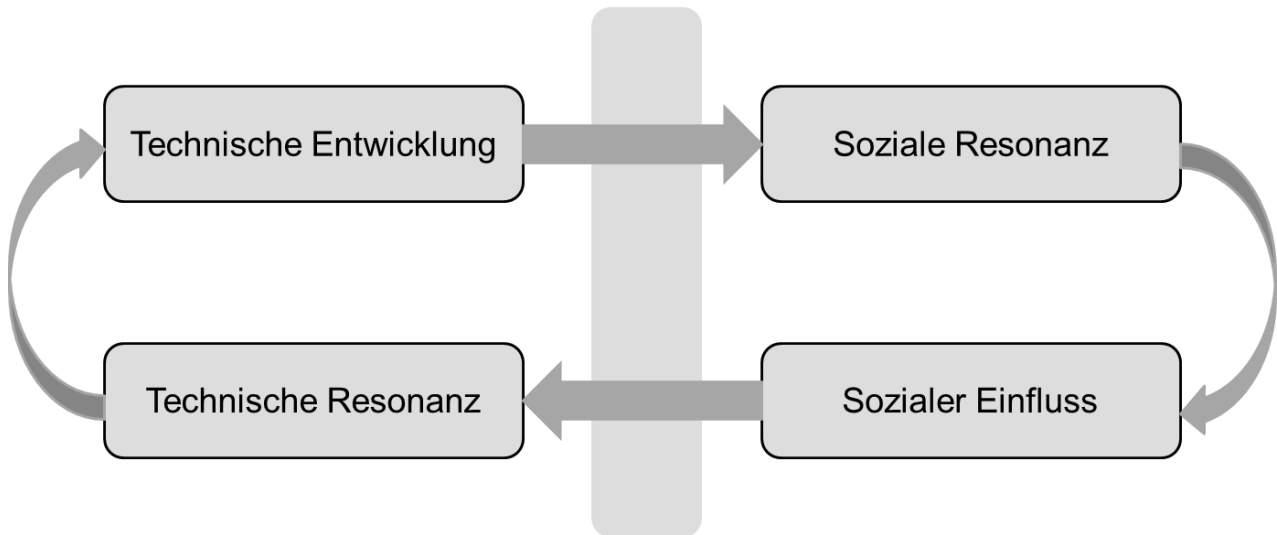 Technische Entwicklung
Soziale Resonanz
Technische Resonanz
Sozialer Einfluss